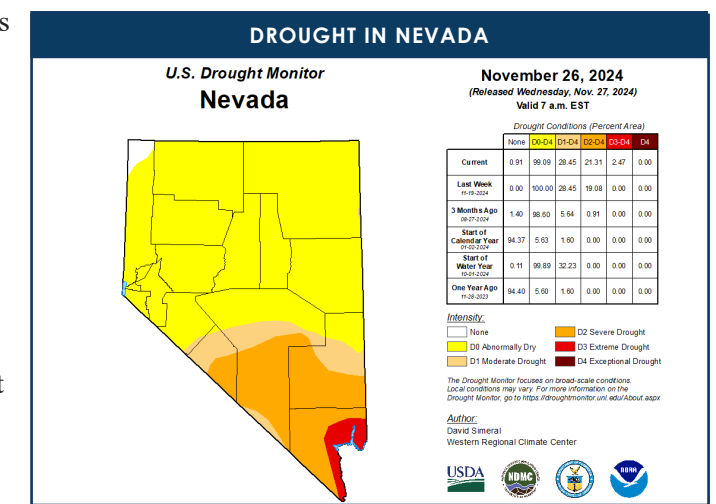 s
t
DROUGHT IN NEVADA
U.S. Drought Monitor
Nevada
November 26, 2024
(Released Wednesday, Nov. 27, 2024)
Valid 7 a.m. EST
Drought Conditions (Percent Area)
None D0-D4 D1-D4 D2-D4 D3-D4 D4
Current 0.91 99.09 28.45 21.31 2.47 0.00
Last Week
11-19-2024 0.00 100.00 28.45 19.08 0.00 0.00
3 Months Ago
08-27-2024 1.40 98.60 5.64 0.91 0.00 0.00
Start of
Calendar Year
01-02-2024 94.37 5.63 1.60 0.00 0.00 0.00
Start of
Water Year
10-01-2024 0.11 99.89 32.23 0.00 0.00 0.00
One Year Ago
11-28-2023 94.40 5.60 1.60 0.00 0.00 0.00
Intensity:
None
D0 Abnormally Dry
D1 Moderate Drought
D2 Severe Drought
D3 Extreme Drought
D4 Exceptional Drought
The Drought Monitor focuses on broad-scale conditions.
Local conditions may vary. For more information on the
Drought Monitor, go to https://droughtmonitor.unl.edu/About.aspx
Author:
David Simeral
Western Regional Climate Center
USDA
NDMC
NOAA